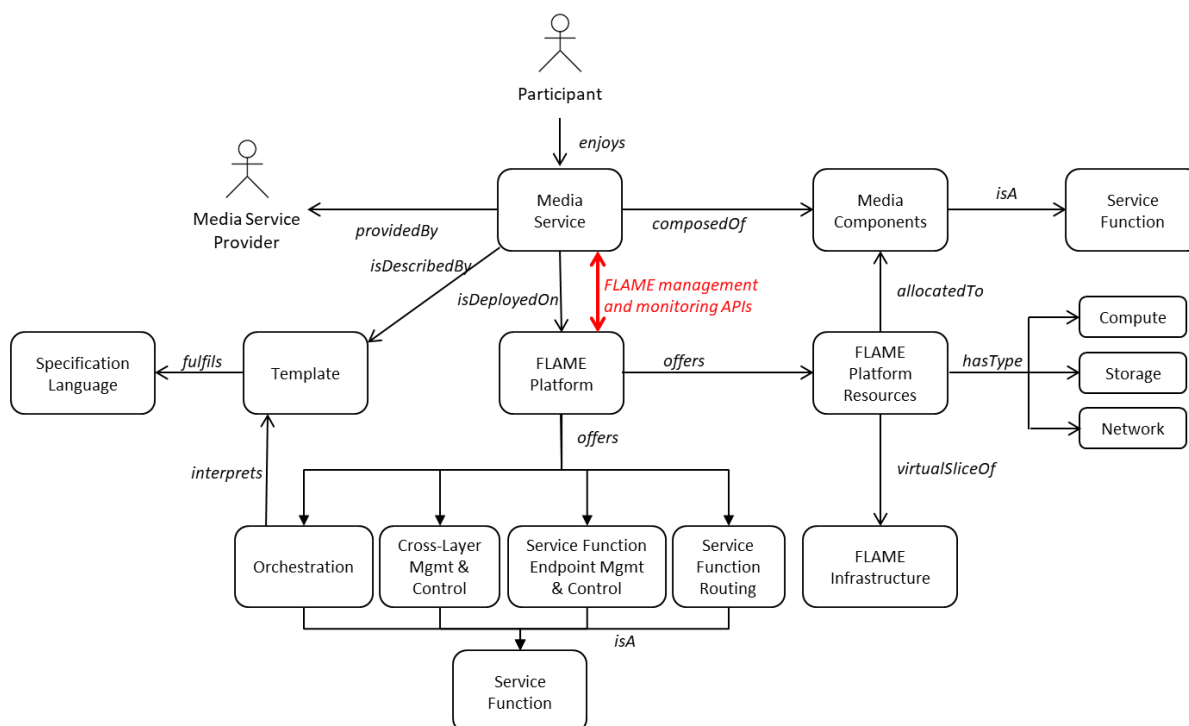 Participant
enjoys
Media Service
Provider
providedBy
Media
Service
composedOf
Media
Components
isA
Service
Function
isDescribedBy
isDeployedOn
FLAME management
and monitoring APIs
allocatedTo
Specification
Language
fulfils
Template
FLAME
Platform
offers
FLAME
Platform
Resources
hasType
Compute
Storage
Network
interprets
offers
virtualSliceOf
Orchestration
Cross-Layer
Mgmt &
Control
Service Function
Endpoint Mgmt
& Control
Service
Function
Routing
FLAME
Infrastructure
isA
Service
Function